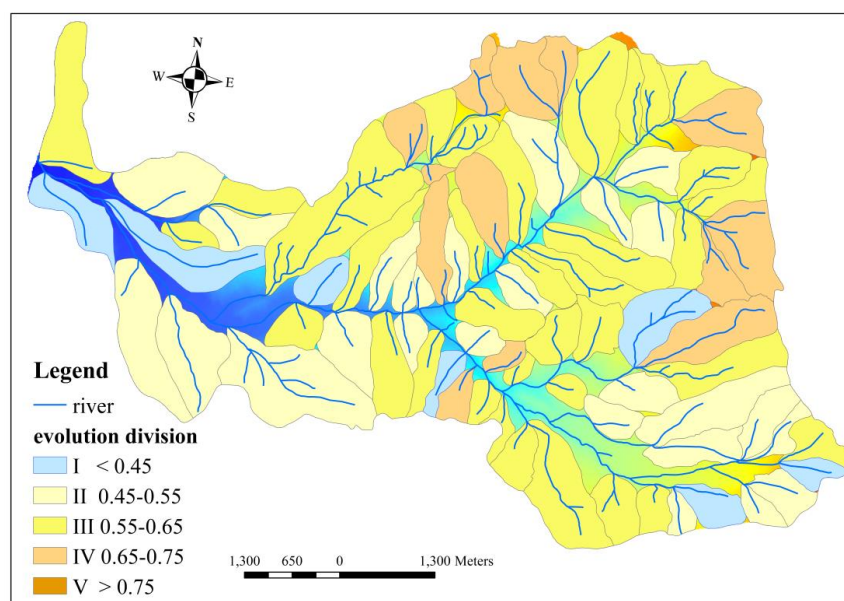 N
W E
S
Legend
river
evolution division
I < 0.45
II 0.45-0.55
III 0.55-0.65
IV 0.65-0.75
V > 0.75
1,300 650 0 1,300 Meters